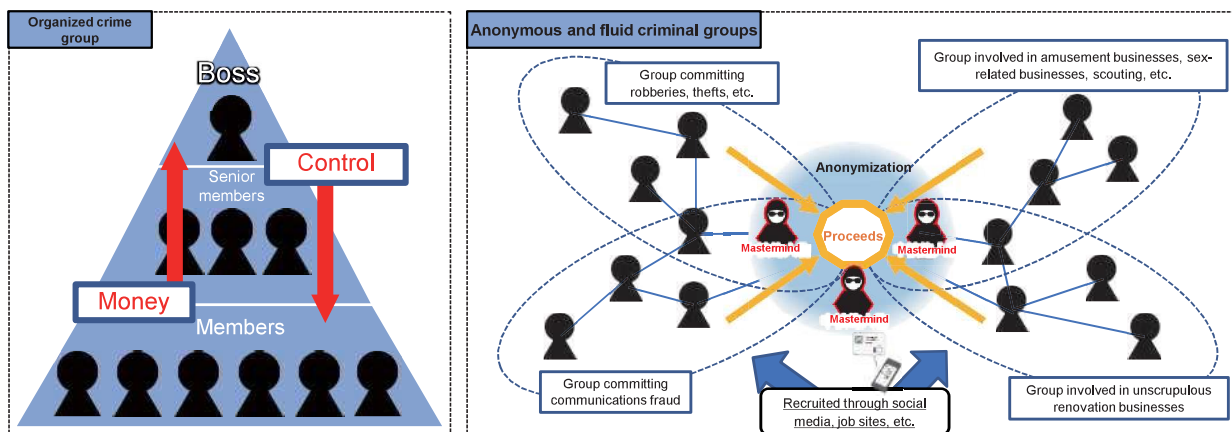 Organized crime
group
Boss
Control
Senior
members
Money
Members
Anonymous and fluid criminal groups
Group committing
robberies, thefts, etc.
Group involved in amusement businesses, sex-
related businesses, scouting, etc.
Anonymization
Mastermind
Proceeds
Mastermind
Mastermind
Group committing
communications fraud
Recruited through social
media, job sites, etc.
Group involved in unscrupulous
renovation businesses